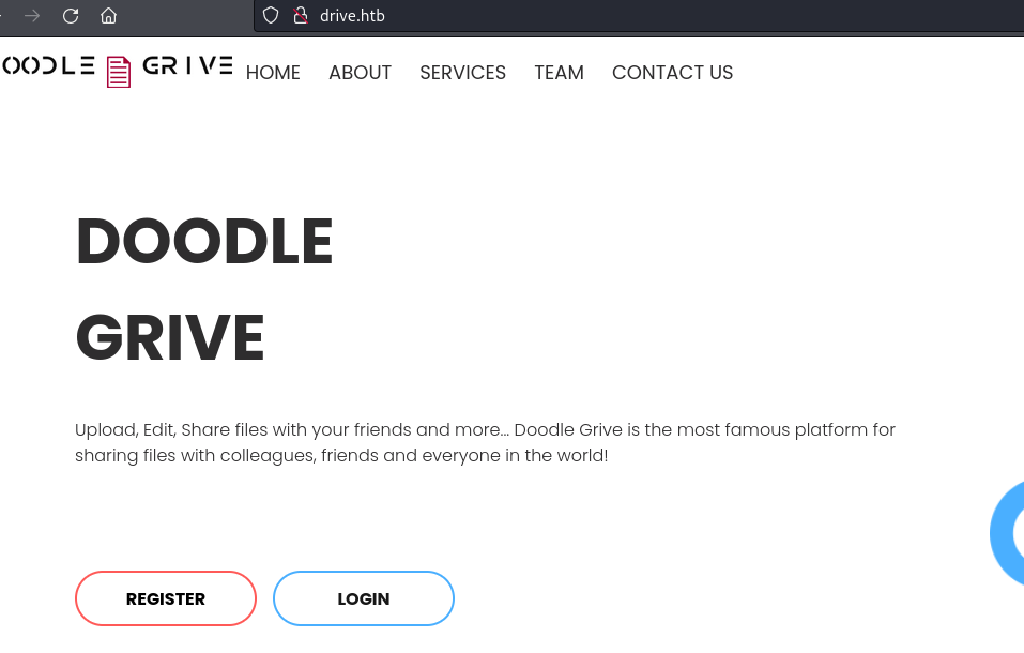 drive.htb
OODLE GRIVE HOME ABOUT SERVICES TEAM CONTACT US
DOODLE
GRIVE
Upload, Edit, Share files with your friends and more... Doodle Grive is the most famous platform for
sharing files with colleagues, friends and everyone in the world!
REGISTER LOGIN